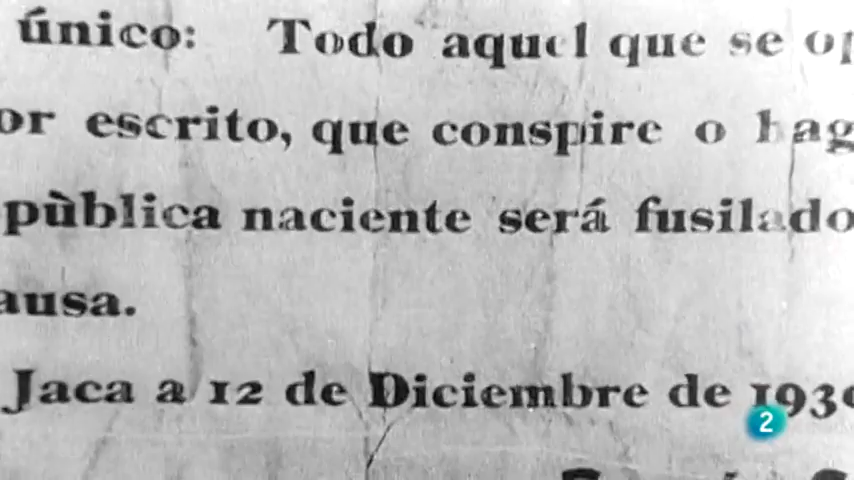 único: Todo aquel que se op
or escrito, que conspire o hag
pùblica naciente será fusilado
ausa.
Jaca a 12 de Diciembre de 1930
2